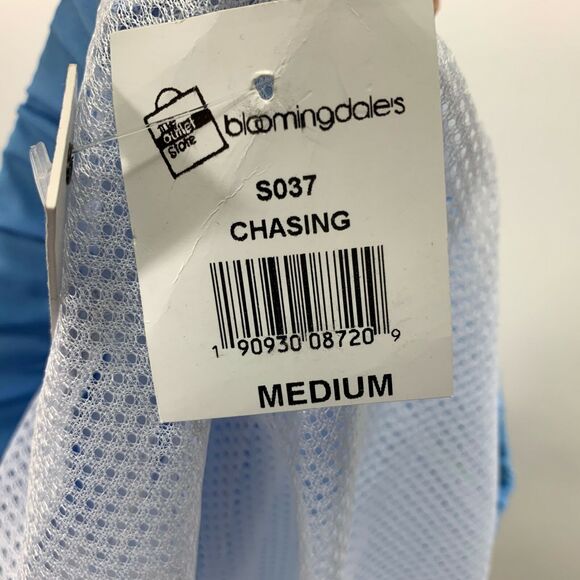 THE
outlet
store
bloomingdale's
S037
CHASING
1 90930 08720 9
MEDIUM